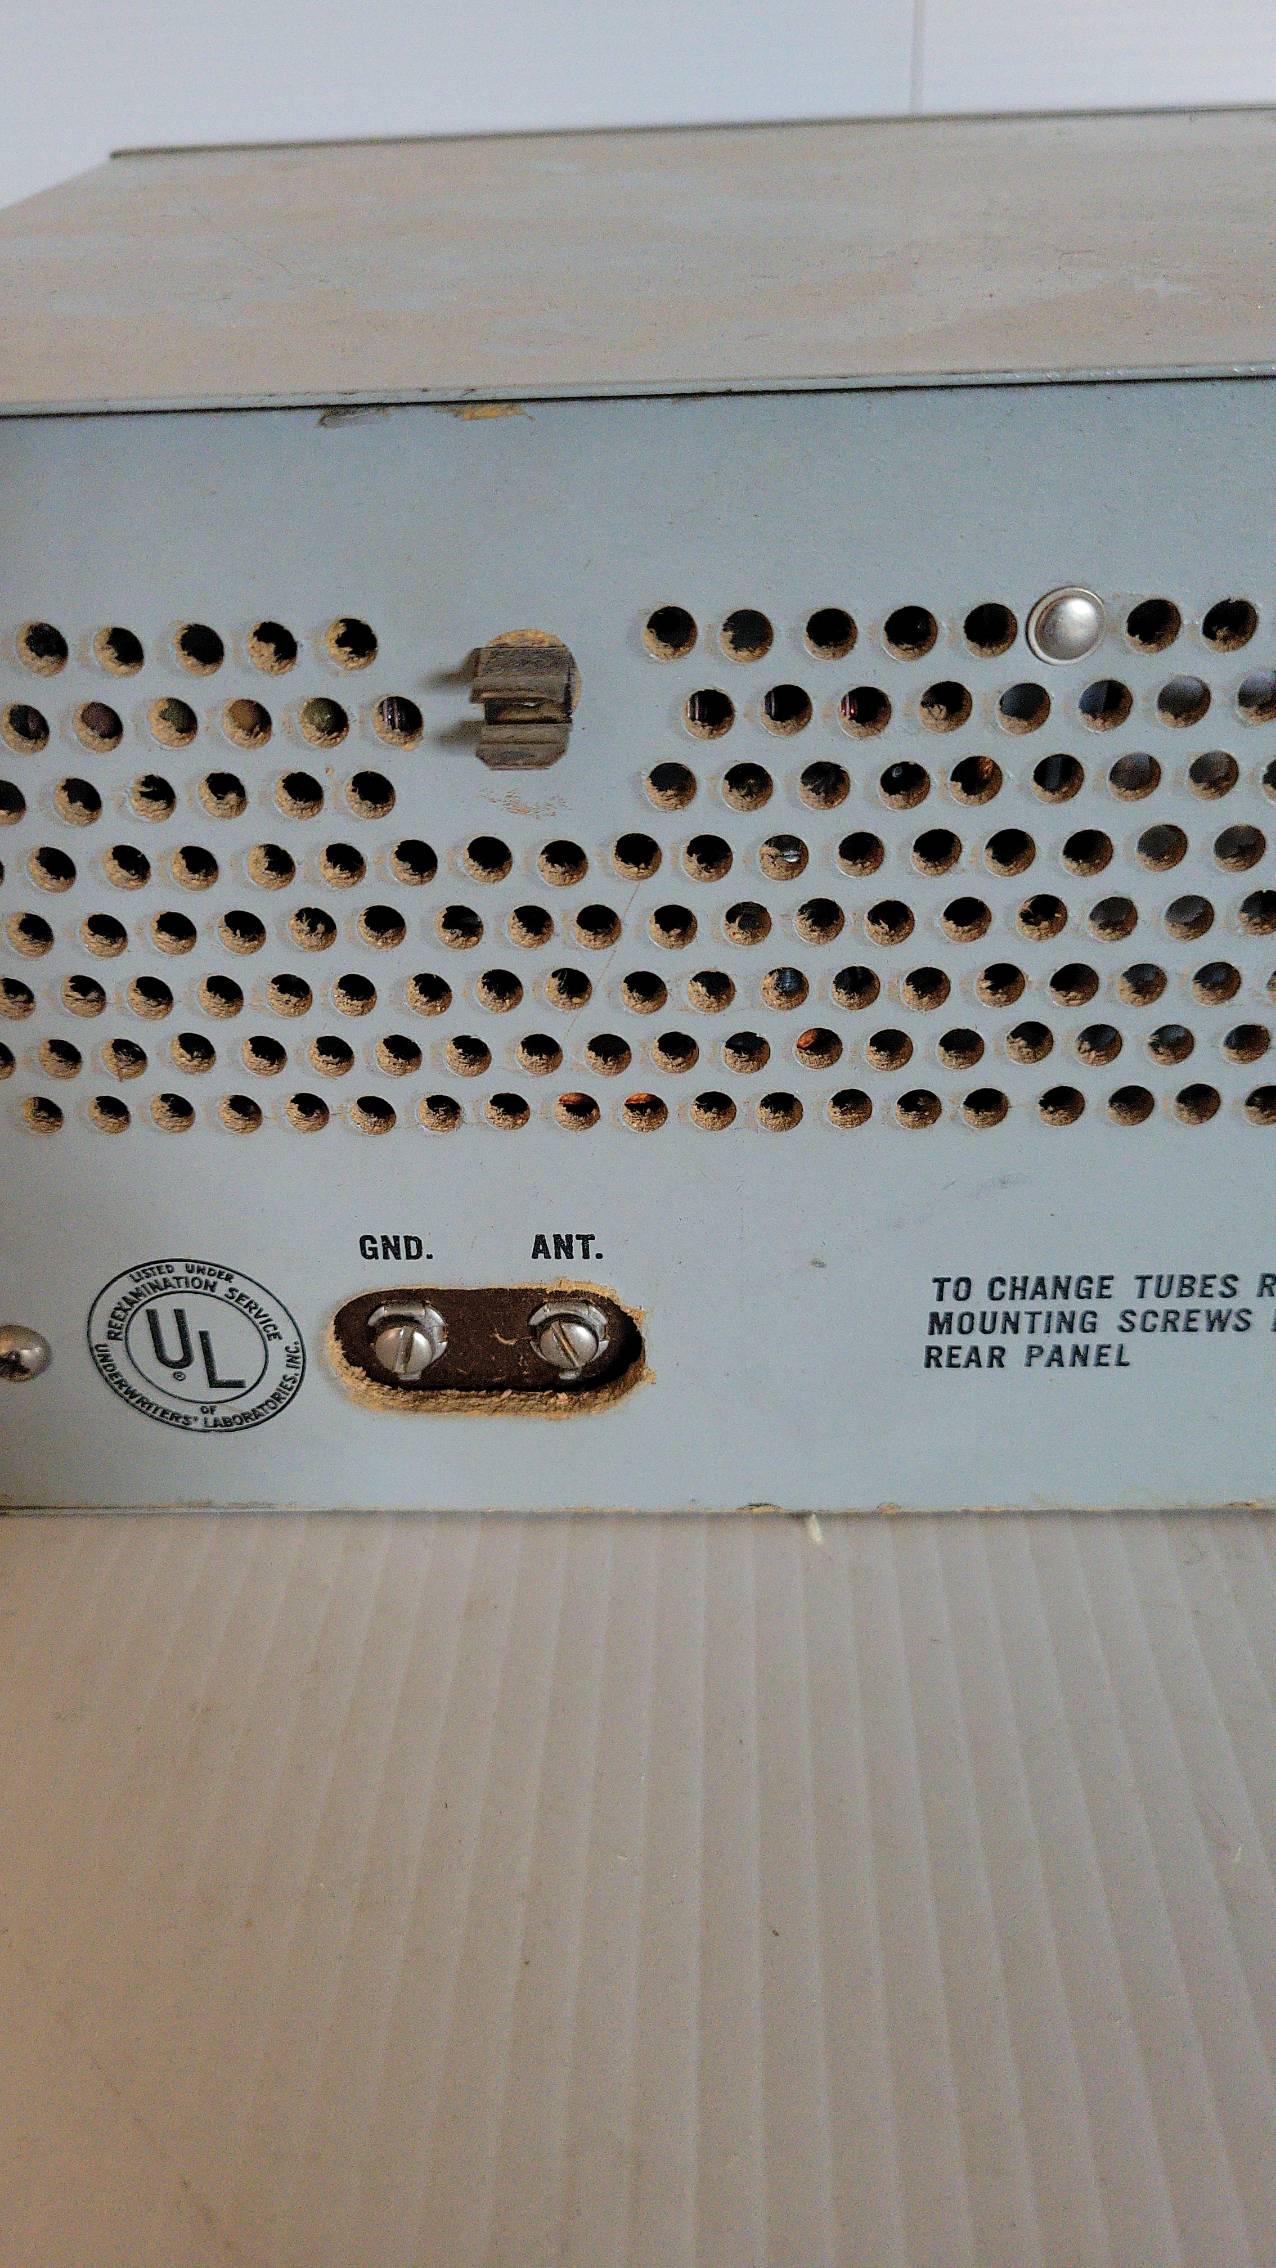 GND. ANT.
LISTED UNDER
REEXAMINATION SERVICE
UL
®
OF
UNDERWRITERS' LABORATORIES, INC.
TO CHANGE TUBES
MOUNTING SCREWS
REAR PANEL